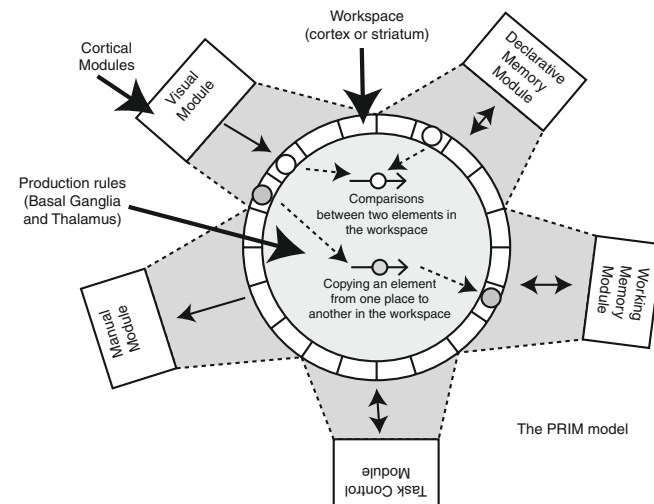 Workspace
(cortex or striatum)
Cortical
Modules
Visual
Module
Declarative
Memory
Module
Production rules
(Basal Ganglia
and Thalamus)
Comparisons
between two elements in
the workspace
Copying an element
from one place to
another in the workspace
Working
Memory
Module
Manual
Module
Task Control
Module
The PRIM model